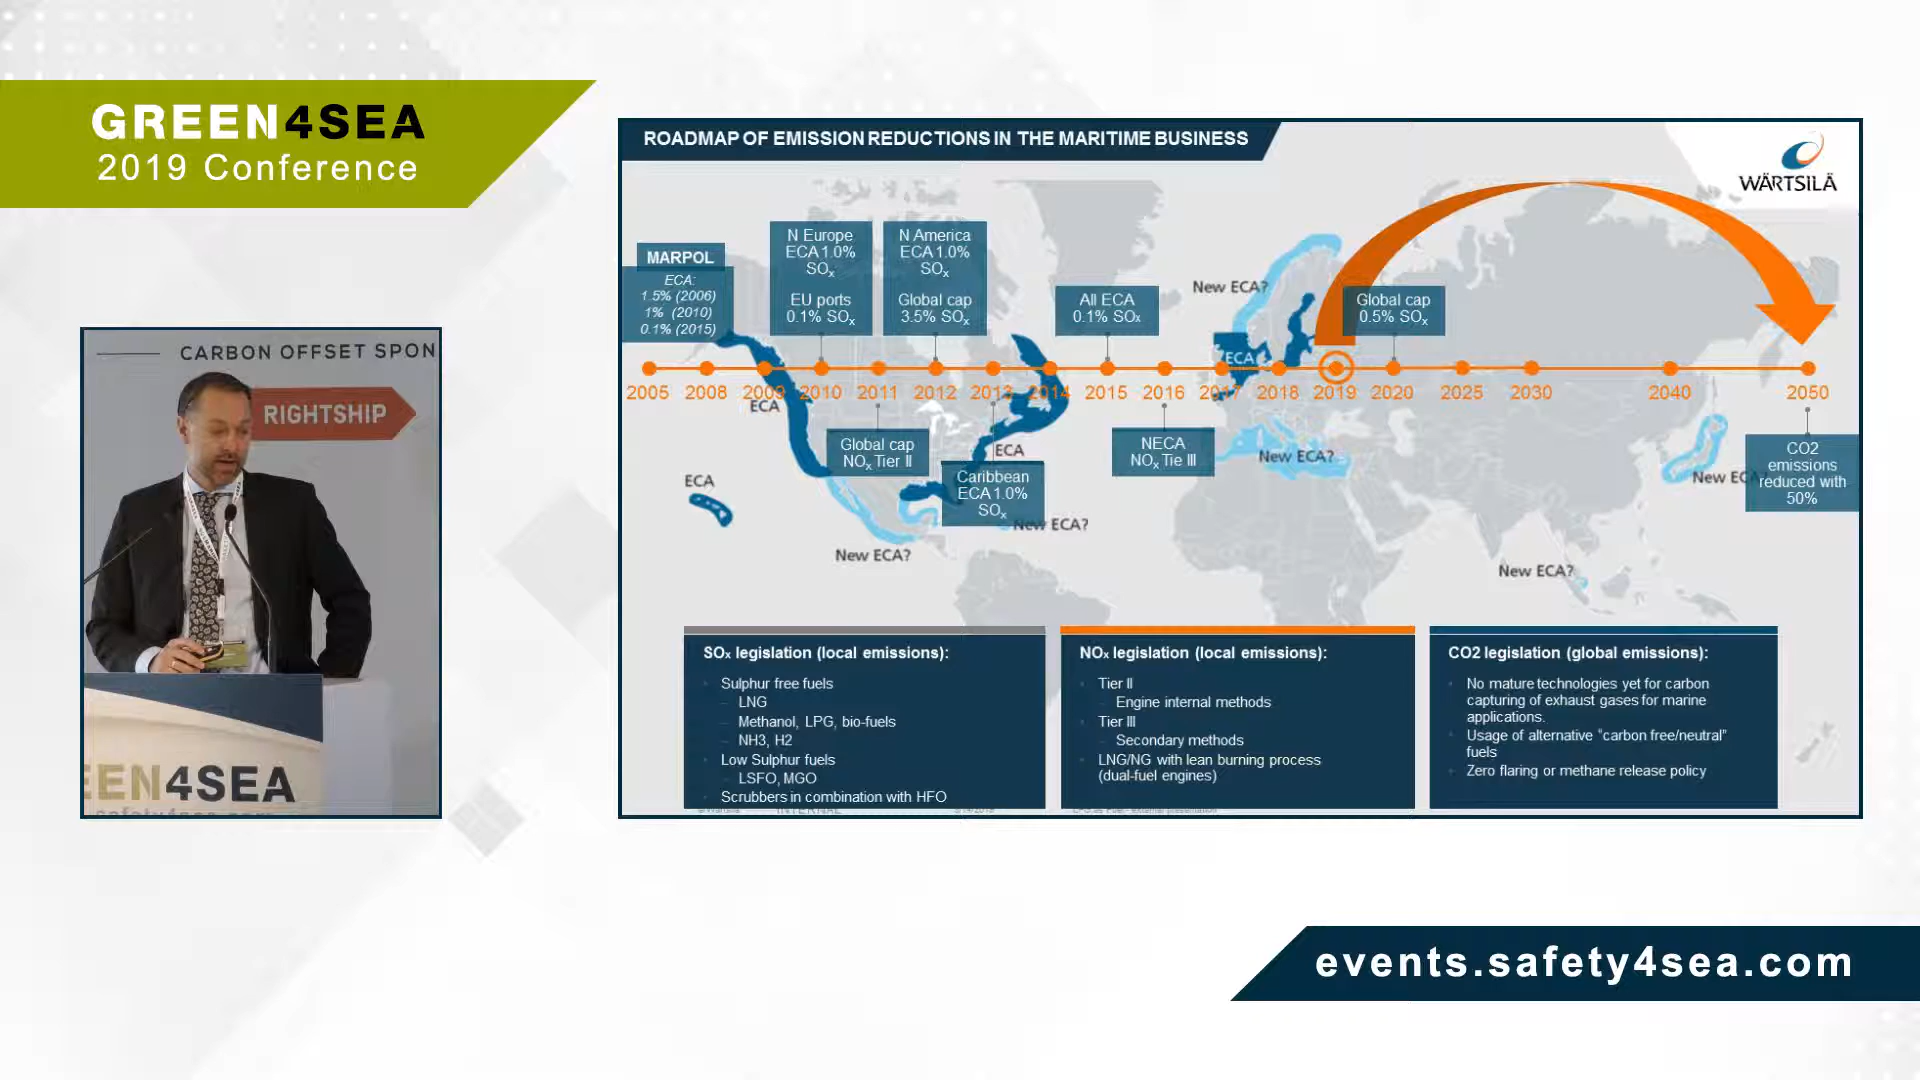 GREEN4SEA
2019 Conference
CARBON OFFSET SPON
RIGHTSHIP
EEN4SEA
safety4sea.com
ROADMAP OF EMISSION REDUCTIONS IN THE MARITIME BUSINESS
WÄRTSILÄ
MARPOL
ECA:
1.5% (2006)
1% (2010)
0.1% (2015)
N Europe
ECA 1.0%
SOx
EU ports
0.1% SOx
N America
ECA 1.0%
SOx
Global cap
3.5% SOx
All ECA
0.1% SOx
New ECA?
Global cap
0.5% SOx
ECA
2005 2008 2009 2010 2011 2012 2013 2014 2015 2016 2017 2018 2019 2020 2025 2030 2040 2050
ECA
Global cap
NOx Tier II
ECA
Caribbean
ECA 1.0%
SOx
NECA
NOx Tie III
New ECA?
ECA
New ECA?
New ECA?
New EC
CO2
emissions
reduced with
50%
New ECA?
SOx legislation (local emissions):
Sulphur free fuels
– LNG
– Methanol, LPG, bio-fuels
– NH3, H2
Low Sulphur fuels
– LSFO, MGO
Scrubbers in combination with HFO
NOx legislation (local emissions):
Tier II
– Engine internal methods
Tier III
– Secondary methods
LNG/NG with lean burning process
(dual-fuel engines)
CO2 legislation (global emissions):
No mature technologies yet for carbon
capturing of exhaust gases for marine
applications.
Usage of alternative “carbon free/neutral”
fuels
Zero flaring or methane release policy
INTERNAL
events.safety4sea.com